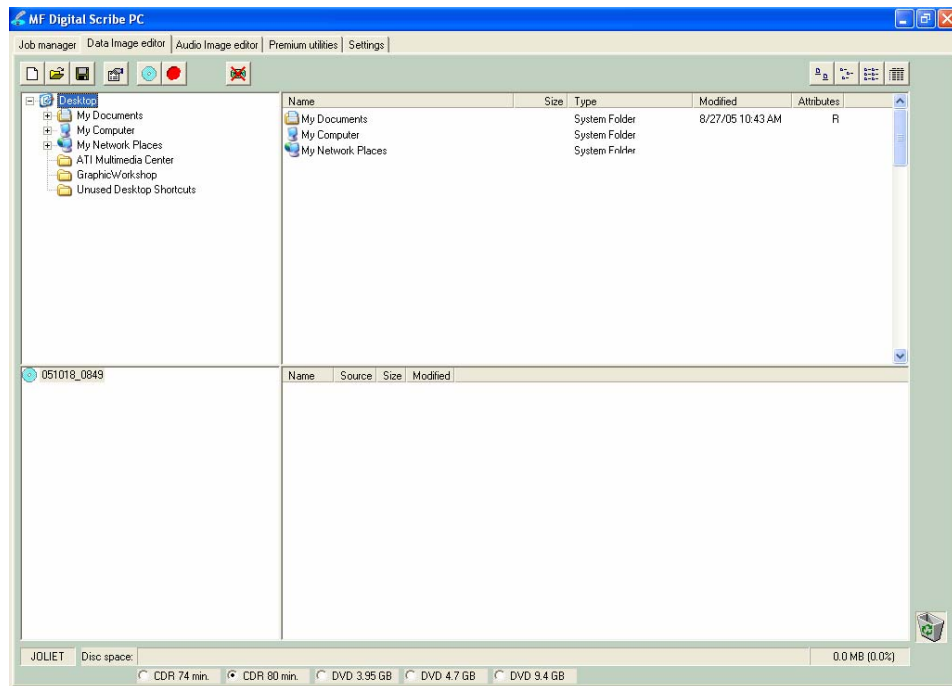 MF Digital Scribe PC
Job manager Data Image editor Audio Image editor Premium utilities Settings
Desktop
My Documents
My Computer
My Network Places
ATI Multimedia Center
GraphicWorkshop
Unused Desktop Shortcuts
Name Size Type Modified Attributes
My Documents System Folder 8/27/05 10:43 AM R
My Computer System Folder
My Network Places System Folder
051018_0849
Name Source Size Modified
JOLIET Disc space: 0.0 MB (0.0%)
CDR 74 min. CDR 80 min. DVD 3.95 GB DVD 4.7 GB DVD 9.4 GB